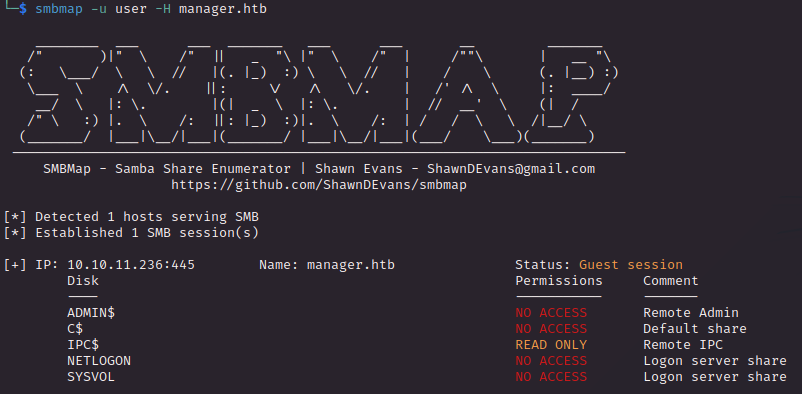 └─$ smbmap -u user -H manager.htb
SMBMAP
SMBMap - Samba Share Enumerator | Shawn Evans - ShawnDEvans@gmail.com
https://github.com/ShawnDEvans/smbmap
[*] Detected 1 hosts serving SMB
[*] Established 1 SMB session(s)
[+] IP: 10.10.11.236:445 Name: manager.htb Status: Guest session
Disk Permissions Comment
---- ----------- -------
ADMIN$ NO ACCESS Remote Admin
C$ NO ACCESS Default share
IPC$ READ ONLY Remote IPC
NETLOGON NO ACCESS Logon server share
SYSVOL NO ACCESS Logon server share